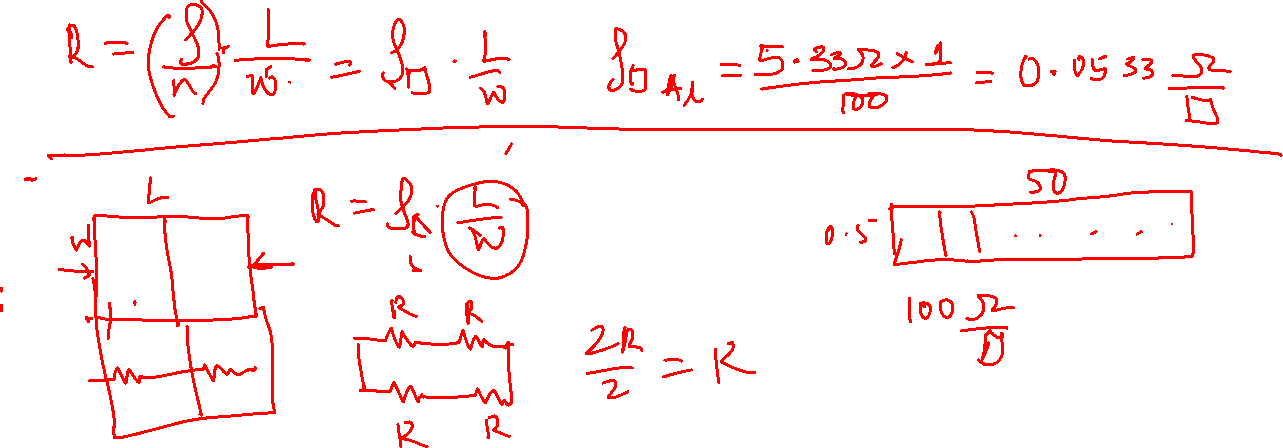 R = (ρ/n) · L/w = ρ□ · L/w
ρ□ Al = 5.33Ω × 1 / 100 = 0.0533 Ω/□
L
W
R = ρ□ · L/W
50
0.5
100 Ω/□
R R
2R/2 = R
R R